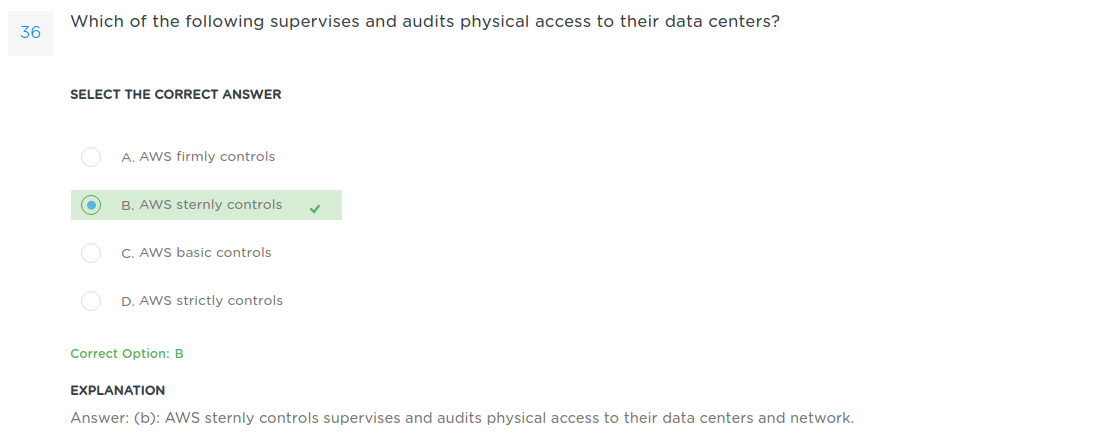 36
Which of the following supervises and audits physical access to their data centers?
SELECT THE CORRECT ANSWER
A. AWS firmly controls
B. AWS sternly controls
C. AWS basic controls
D. AWS strictly controls
Correct Option: B
EXPLANATION
Answer: (b): AWS sternly controls supervises and audits physical access to their data centers and network.